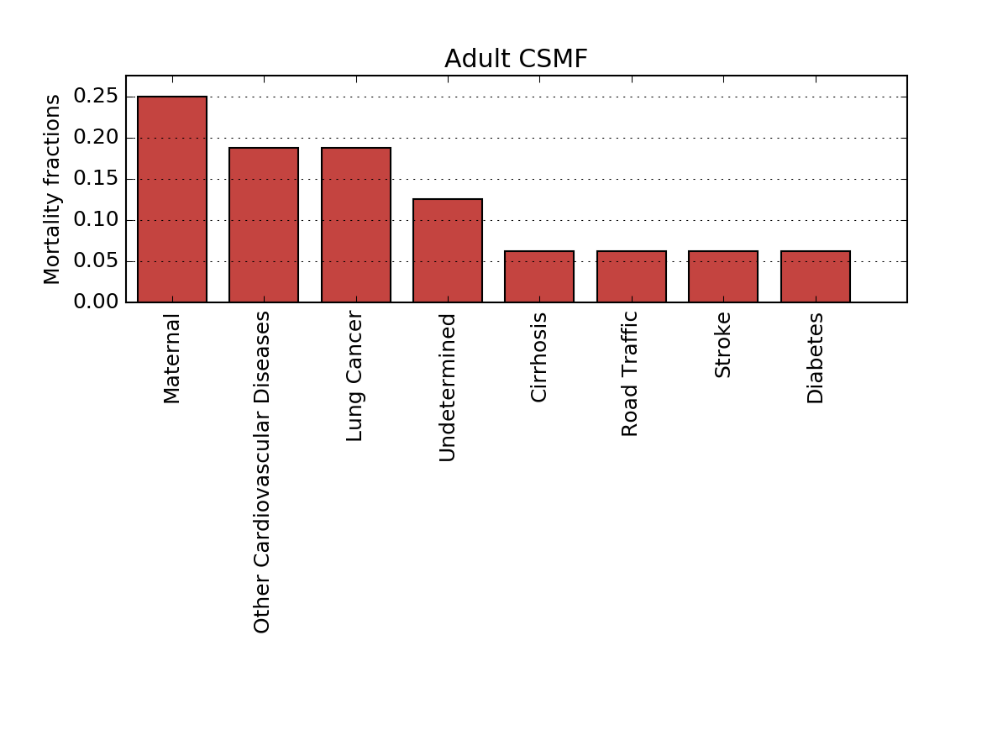 Adult CSMF
Mortality fractions
0.25
0.20
0.15
0.10
0.05
0.00
Maternal
Other Cardiovascular Diseases
Lung Cancer
Undetermined
Cirrhosis
Road Traffic
Stroke
Diabetes